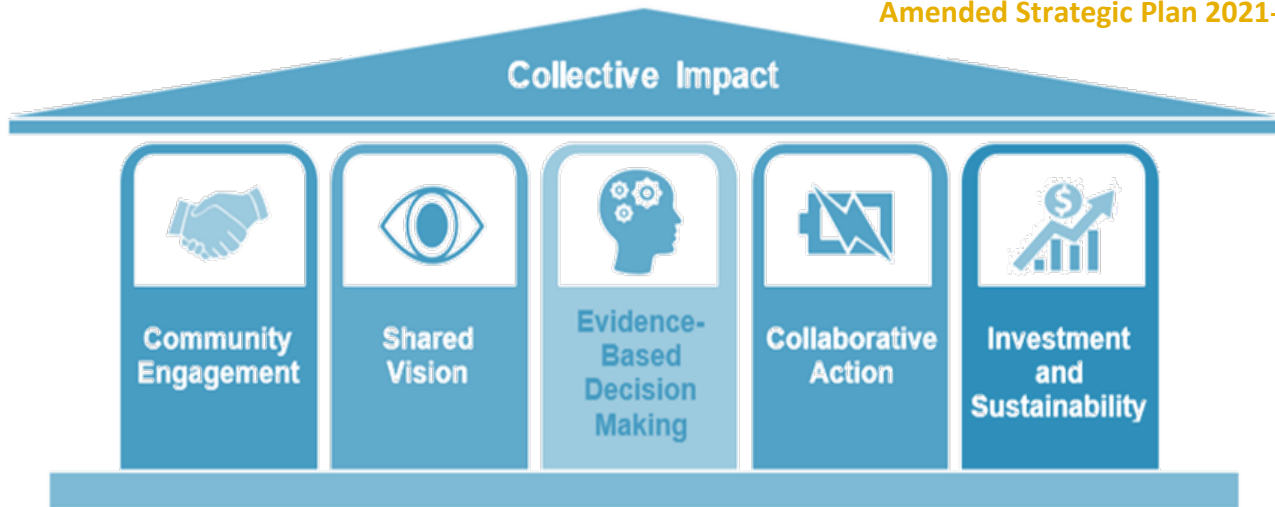 Amended Strategic Plan 2021-
Collective Impact
Community
Engagement
Shared
Vision
Evidence-
Based
Decision
Making
Collaborative
Action
Investment
and
Sustainability
$